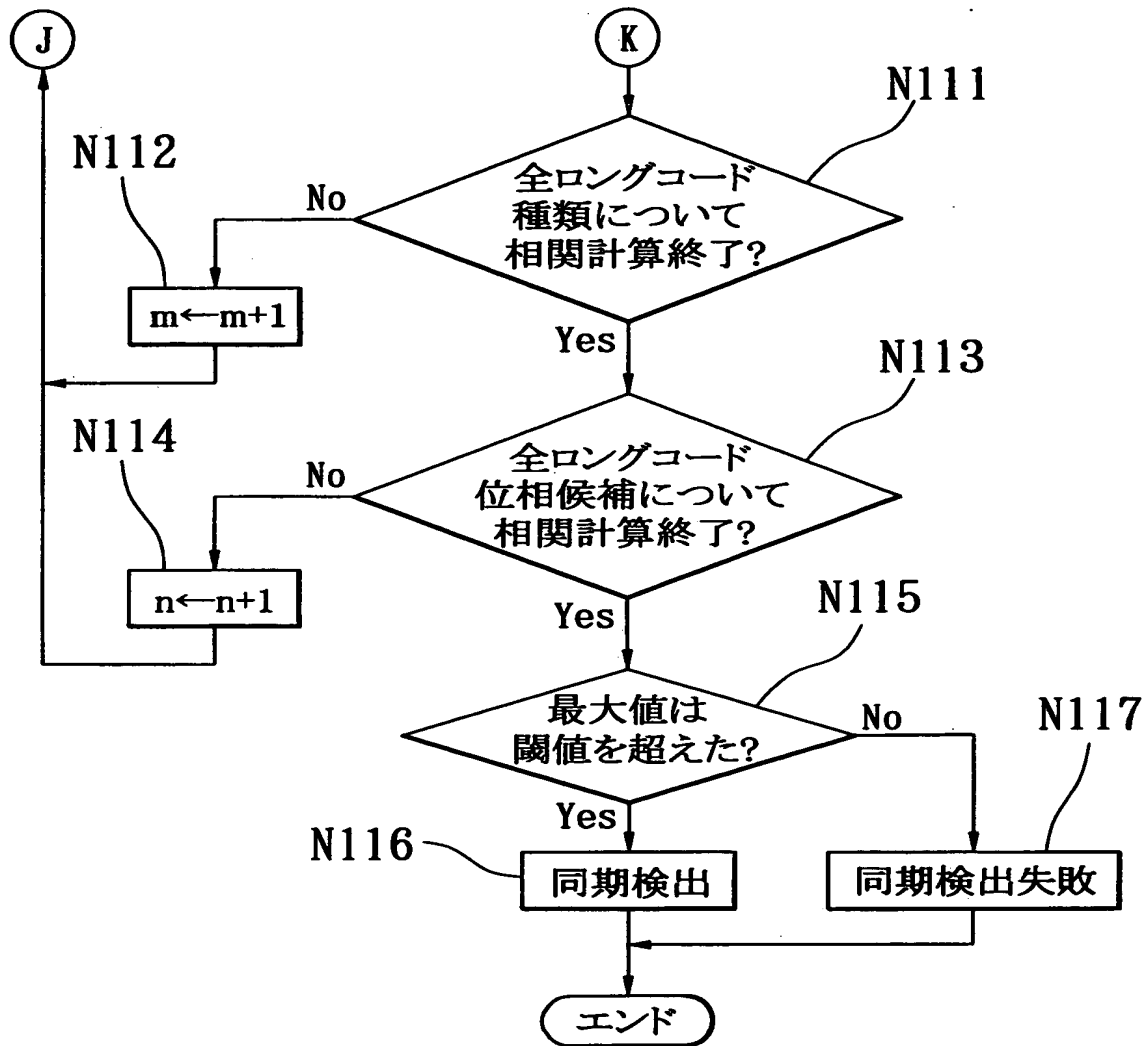 J
K
N111
N112
全ロングコード
種類について
相関計算終了?
No
m←m+1
Yes
N113
N114
全ロングコード
位相候補について
相関計算終了?
No
n←n+1
Yes
N115
最大値は
閾値を超えた?
No
N117
Yes
N116
同期検出
同期検出失敗
エンド